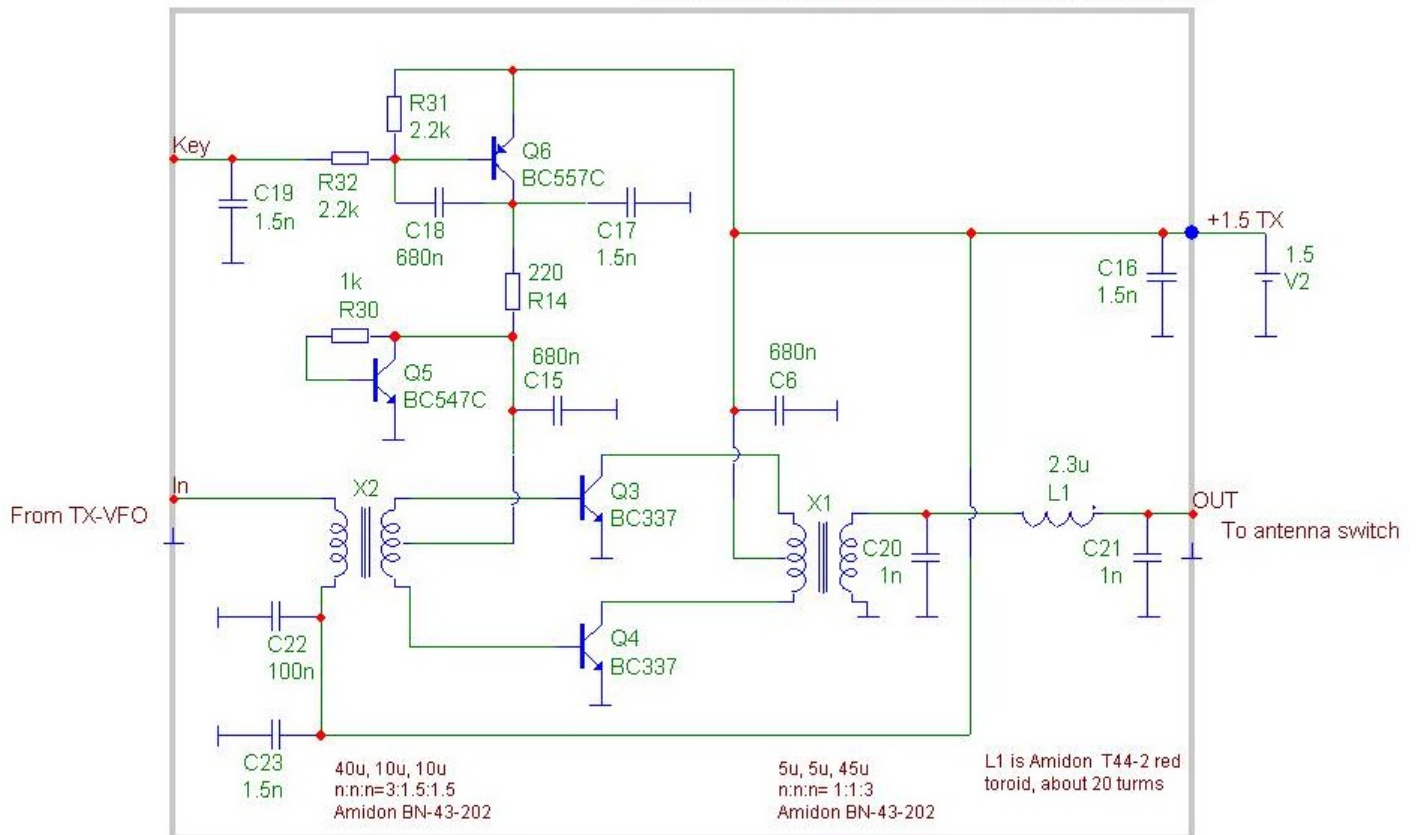 R31
2.2k
Key
Q6
BC557C
C19
1.5n
R32
2.2k
C18
680n
C17
1.5n
+1.5 TX
C16
1.5n
1.5
V2
220
R14
1k
R30
Q5
BC547C
680n
C15
680n
C6
In
From TX-VFO
X2
Q3
BC337
X1
2.3u
L1
OUT
To antenna switch
C20
1n
C21
1n
Q4
BC337
C22
100n
C23
1.5n
40u, 10u, 10u
n:n:n=3:1.5:1.5
Amidon BN-43-202
5u, 5u, 45u
n:n:n= 1:1:3
Amidon BN-43-202
L1 is Amidon T44-2 red
toroid, about 20 turms